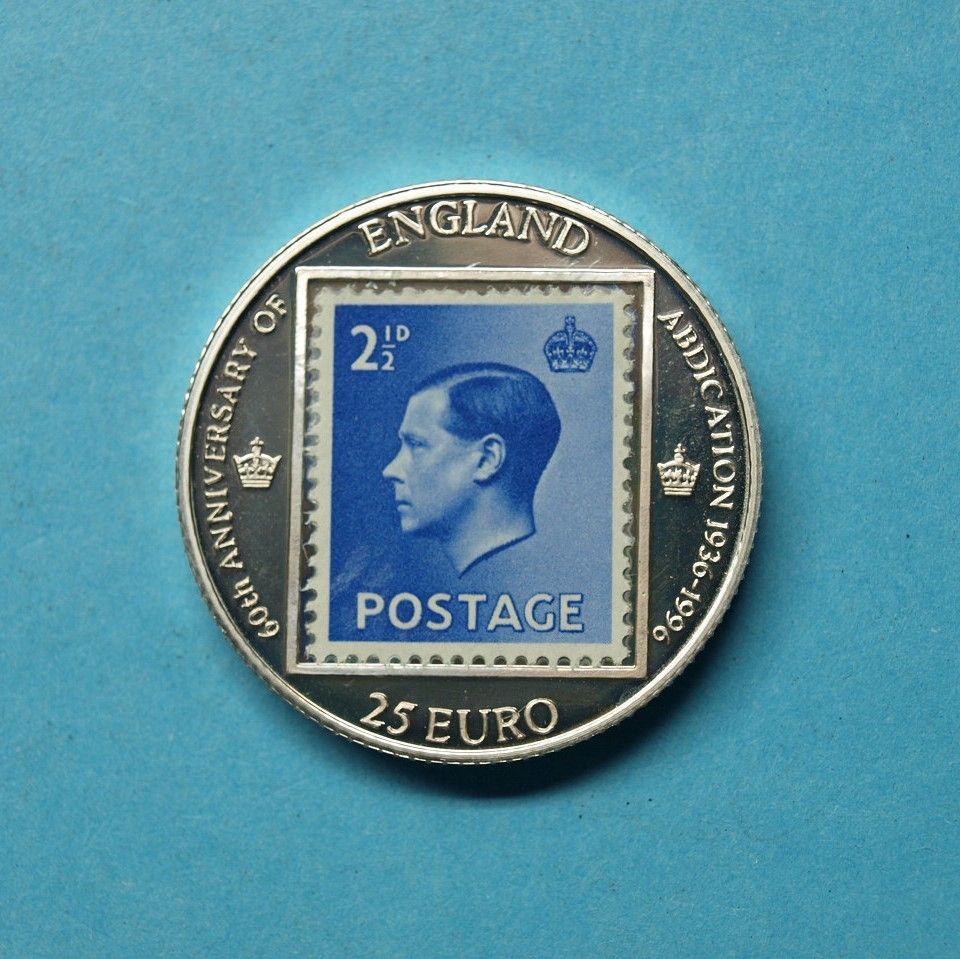 ENGLAND
60th ANNIVERSARY OF
ABDICATION 1936-1996
2½D
POSTAGE
25 EURO